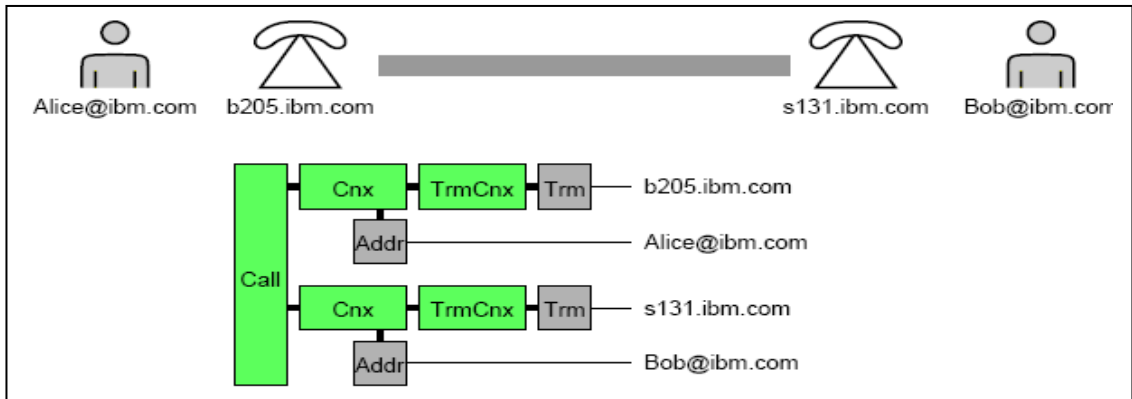 Alice@ibm.com b205.ibm.com s131.ibm.com Bob@ibm.com
Cnx TrmCnx Trm b205.ibm.com
Addr Alice@ibm.com
Call
Cnx TrmCnx Trm s131.ibm.com
Addr Bob@ibm.com